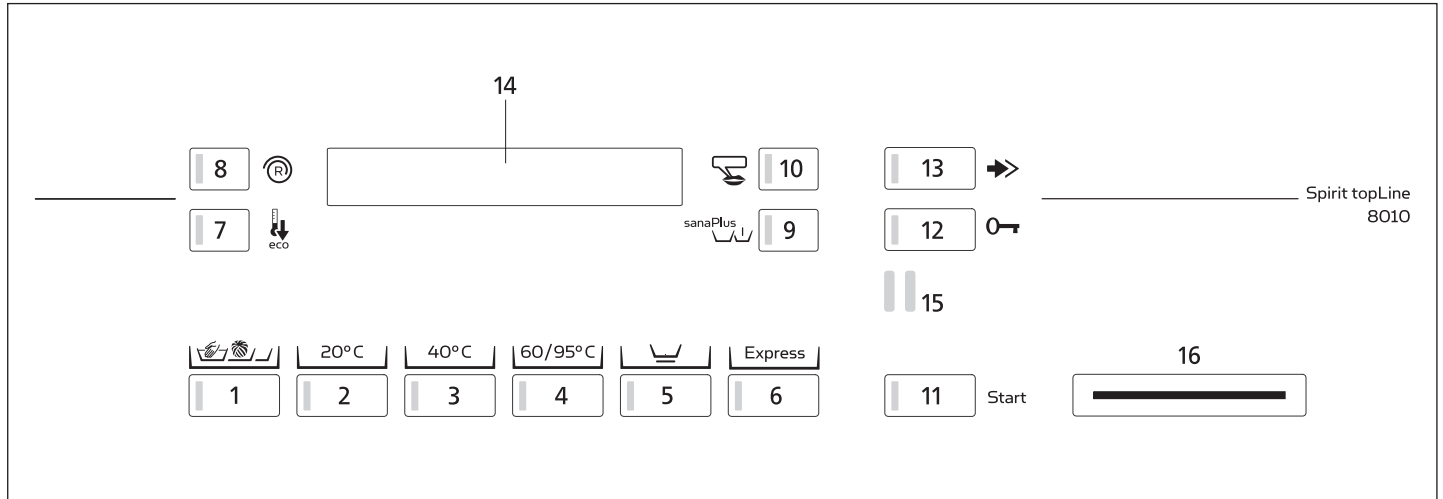 14
8 R 10 13
Spirit topLine
8010
7 eco sanaPlus 9 12
15
20°C 40°C 60/95°C Express 16
1 2 3 4 5 6 11 Start